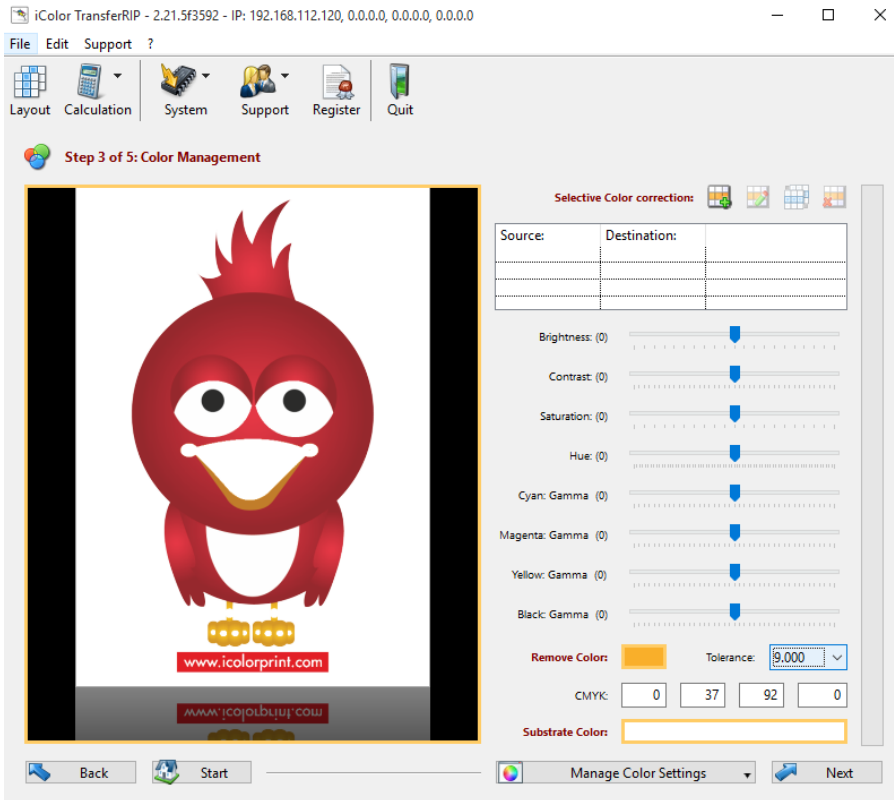 iColor TransferRIP - 2.21.5f3592 - IP: 192.168.112.120, 0.0.0.0, 0.0.0.0, 0.0.0.0
File Edit Support ?
Layout Calculation System Support Register Quit
Step 3 of 5: Color Management
Selective Color correction:
Source: Destination:
Brightness: (0)
Contrast: (0)
Saturation: (0)
Hue: (0)
Cyan: Gamma (0)
Magenta: Gamma (0)
Yellow: Gamma (0)
Black: Gamma (0)
www.icolorprint.com
Remove Color: Tolerance: 9.000
CMYK: 0 37 92 0
www.icolorprint.com
Substrate Color:
Back Start Manage Color Settings Next